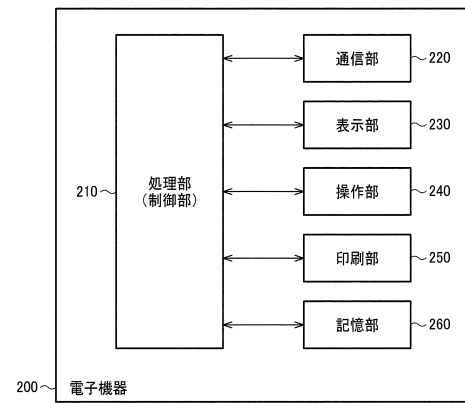 通信部
220
表示部
230
210
処理部
(制御部)
操作部
240
印刷部
250
記憶部
260
200
電子機器